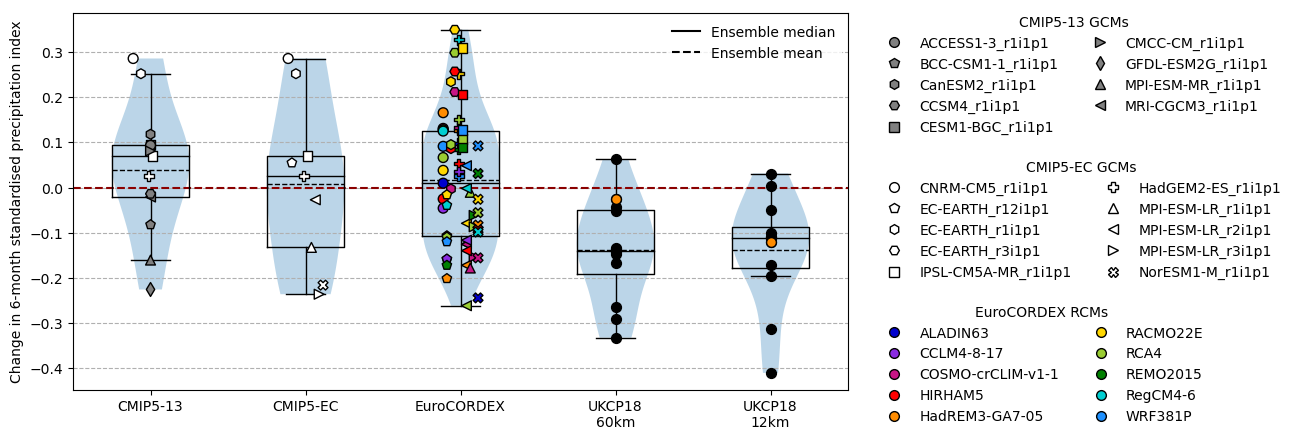 Change in 6-month standardised precipitation index
0.3
0.2
0.1
0.0
−0.1
−0.2
−0.3
−0.4
Ensemble median
Ensemble mean
CMIP5-13
CMIP5-EC
EuroCORDEX
UKCP18
60km
UKCP18
12km
CMIP5-13 GCMs
ACCESS1-3_r1i1p1
BCC-CSM1-1_r1i1p1
CanESM2_r1i1p1
CCSM4_r1i1p1
CESM1-BGC_r1i1p1
CMCC-CM_r1i1p1
GFDL-ESM2G_r1i1p1
MPI-ESM-MR_r1i1p1
MRI-CGCM3_r1i1p1
CMIP5-EC GCMs
CNRM-CM5_r1i1p1
EC-EARTH_r12i1p1
EC-EARTH_r1i1p1
EC-EARTH_r3i1p1
IPSL-CM5A-MR_r1i1p1
HadGEM2-ES_r1i1p1
MPI-ESM-LR_r1i1p1
MPI-ESM-LR_r2i1p1
MPI-ESM-LR_r3i1p1
NorESM1-M_r1i1p1
EuroCORDEX RCMs
ALADIN63
CCLM4-8-17
COSMO-crCLIM-v1-1
HIRHAM5
HadREM3-GA7-05
RACMO22E
RCA4
REMO2015
RegCM4-6
WRF381P